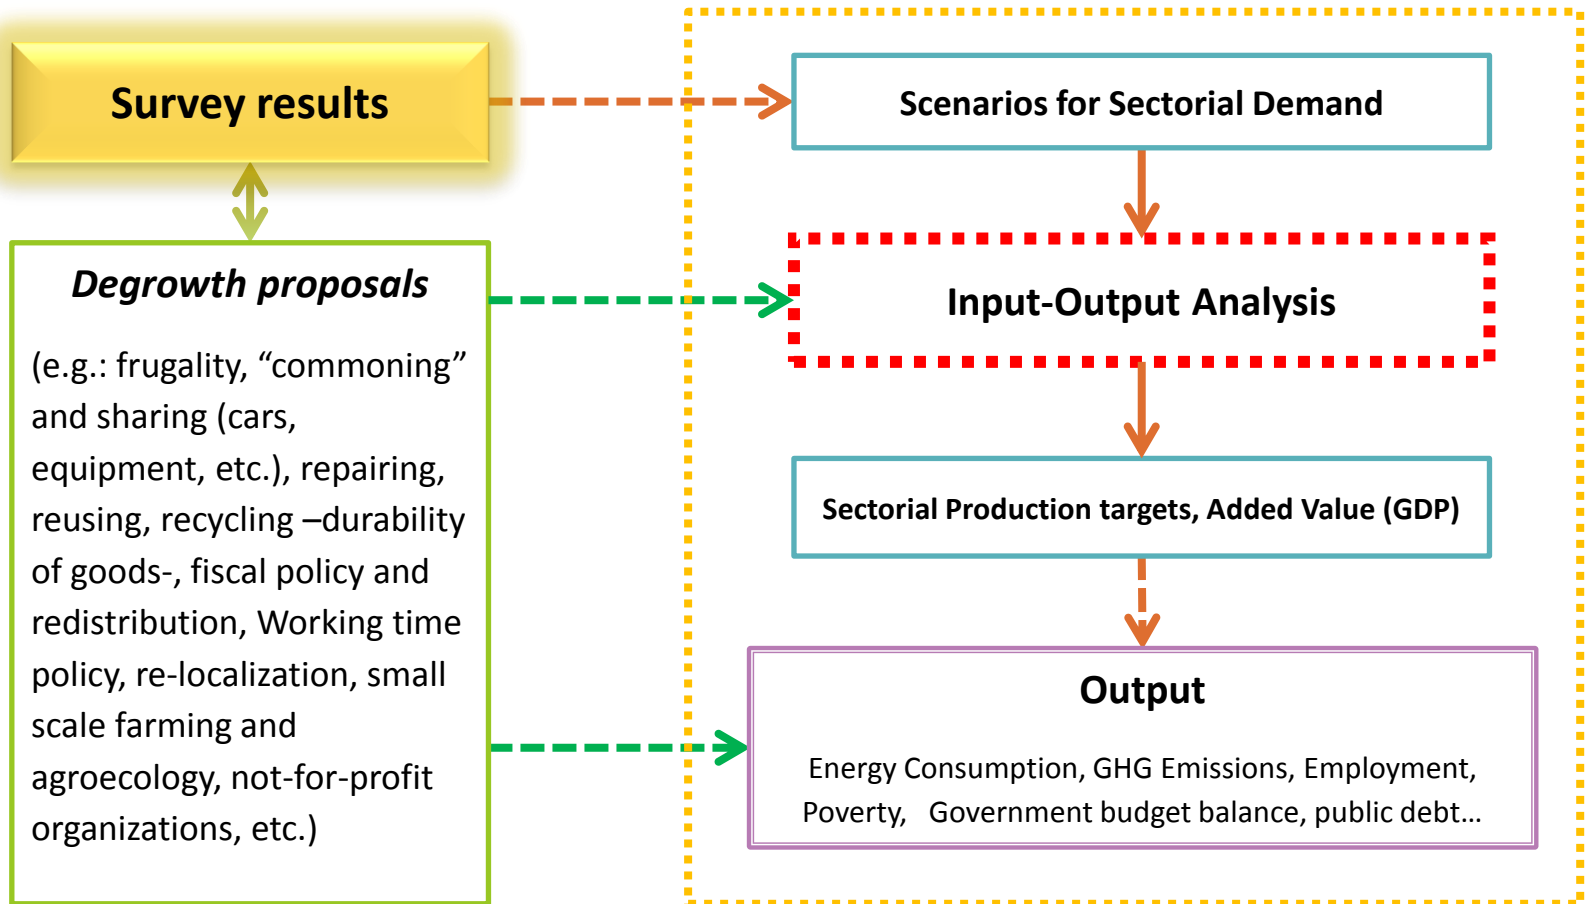 Survey results
Degrowth proposals
(e.g.: frugality, “commoning”
and sharing (cars,
equipment, etc.), repairing,
reusing, recycling –durability
of goods-, fiscal policy and
redistribution, Working time
policy, re-localization, small
scale farming and
agroecology, not-for-profit
organizations, etc.)
Scenarios for Sectorial Demand
Input-Output Analysis
Sectorial Production targets, Added Value (GDP)
Output
Energy Consumption, GHG Emissions, Employment,
Poverty, Government budget balance, public debt…